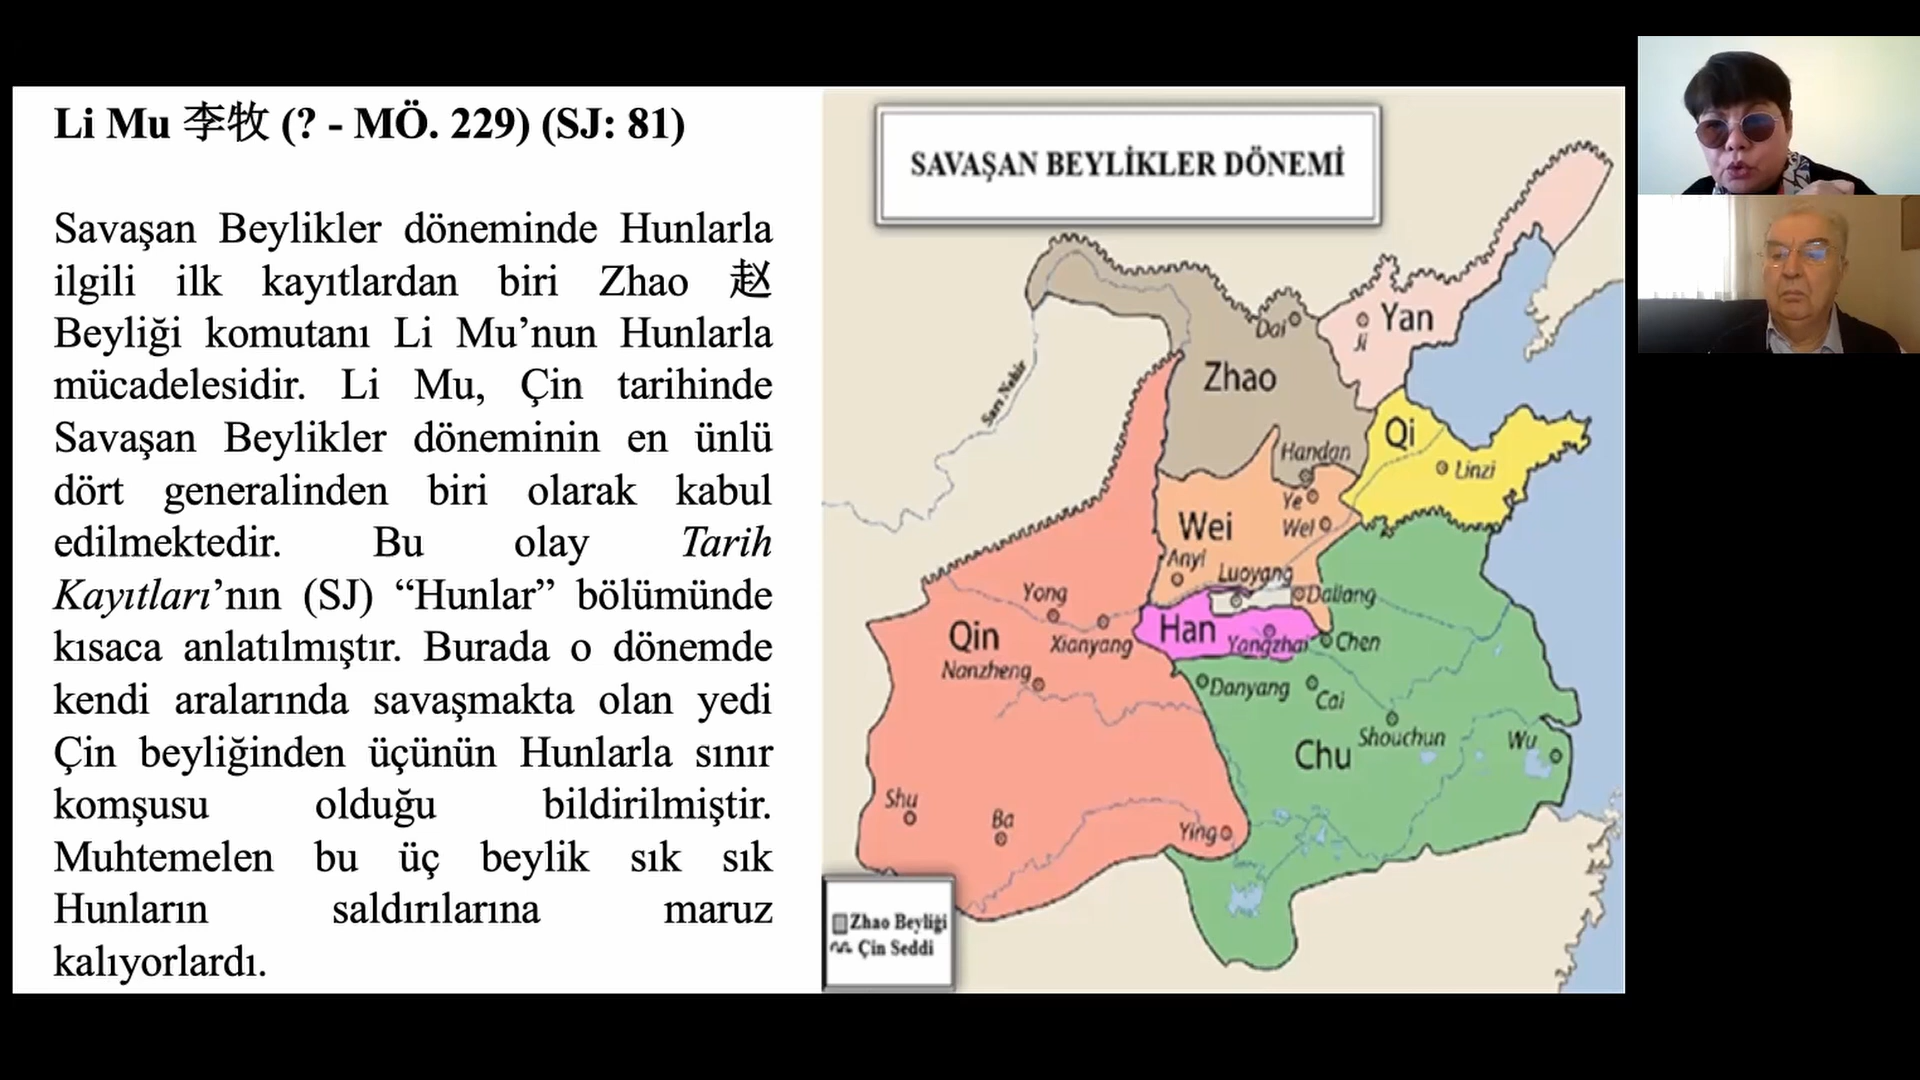 Li Mu 李牧 (? - MÖ. 229) (SJ: 81)
Savaşan Beylikler döneminde Hunlarla
ilgili ilk kayıtlardan biri Zhao 赵
Beyliği komutanı Li Mu’nun Hunlarla
mücadelesidir. Li Mu, Çin tarihinde
Savaşan Beylikler döneminin en ünlü
dört generalinden biri olarak kabul
edilmektedir. Bu olay Tarih
Kayıtları’nın (SJ) “Hunlar” bölümünde
kısaca anlatılmıştır. Burada o dönemde
kendi aralarında savaşmakta olan yedi
Çin beyliğinden üçünün Hunlarla sınır
komşusu olduğu bildirilmiştir.
Muhtemelen bu üç beylik sık sık
Hunların saldırılarına maruz
kalıyorlardı.
SAVAŞAN BEYLİKLER DÖNEMİ
Dai
Yan
Ji
Zhao
Sarı Nehir
Qi
Linzi
Handan
Ye
Wei
Wei
Anyi
Luoyang
Daliang
Yong
Xianyang
Qin
Han
Yangzhai
Chen
Nanzheng
Danyang
Cai
Shouchun
Chu
Wu
Shu
Ba
Ying
Zhao Beyliği
Çin Seddi